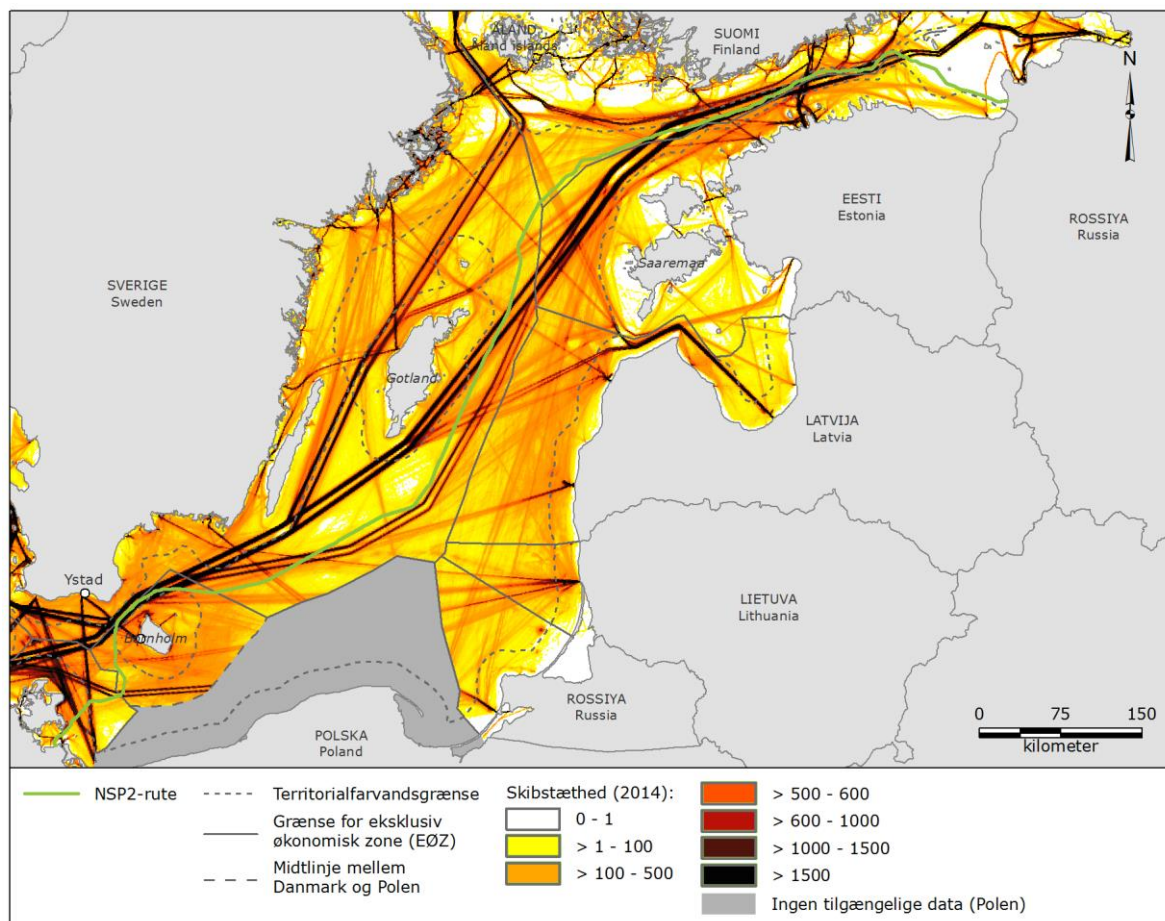 ÅLAND
Åland islands
SUOMI
Finland
N
EESTI
Estonia
ROSSIYA
Russia
Saaremaa
SVERIGE
Sweden
Gotland
LATVIJA
Latvia
Ystad
Bornholm
LIETUVA
Lithuania
ROSSIYA
Russia
POLSKA
Poland
0 75 150
kilometer
NSP2-rute
Territorialfarvandsgrænse
Grænse for eksklusiv
økonomisk zone (EØZ)
Midtlinje mellem
Danmark og Polen
Skibstæthed (2014):
0 - 1
> 1 - 100
> 100 - 500
> 500 - 600
> 600 - 1000
> 1000 - 1500
> 1500
Ingen tilgængelige data (Polen)